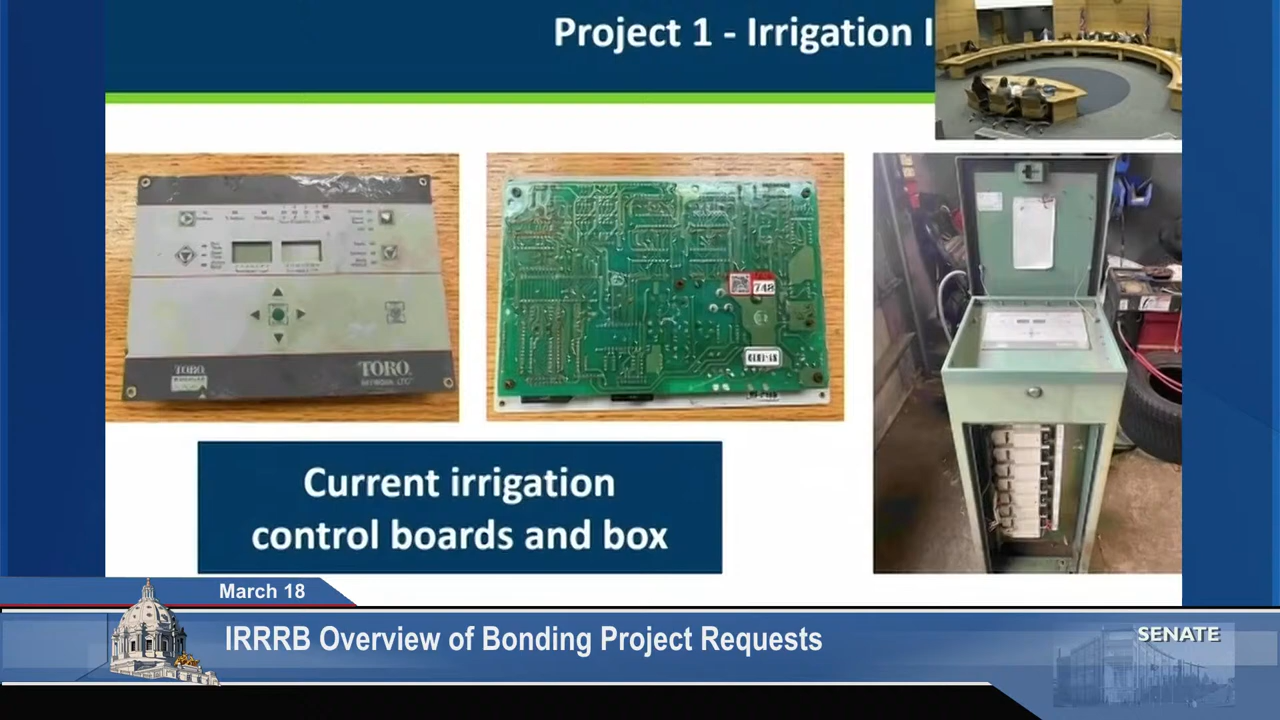 Project 1 - Irrigation I
TORO
TORO
NETWORK LTC
748
Current irrigation
control boards and box
March 18
IRRRB Overview of Bonding Project Requests
SENATE